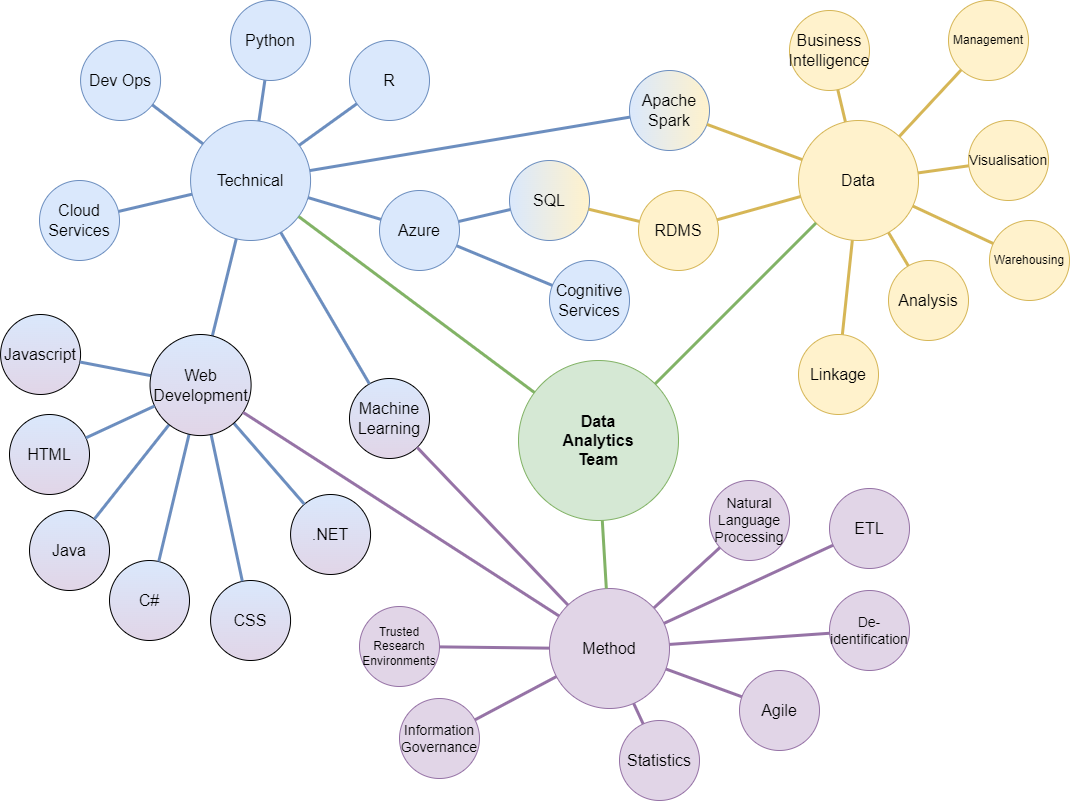 Python
Business
Intelligence
Management
Dev Ops
R
Apache
Spark
Visualisation
Technical
Data
SQL
Cloud
Services
Azure
RDMS
Warehousing
Cognitive
Services
Analysis
Javascript
Web
Development
Linkage
Machine
Learning
Data
Analytics
Team
HTML
Natural
Language
Processing
ETL
.NET
Java
C#
CSS
De-
identification
Trusted
Research
Environments
Method
Agile
Information
Governance
Statistics